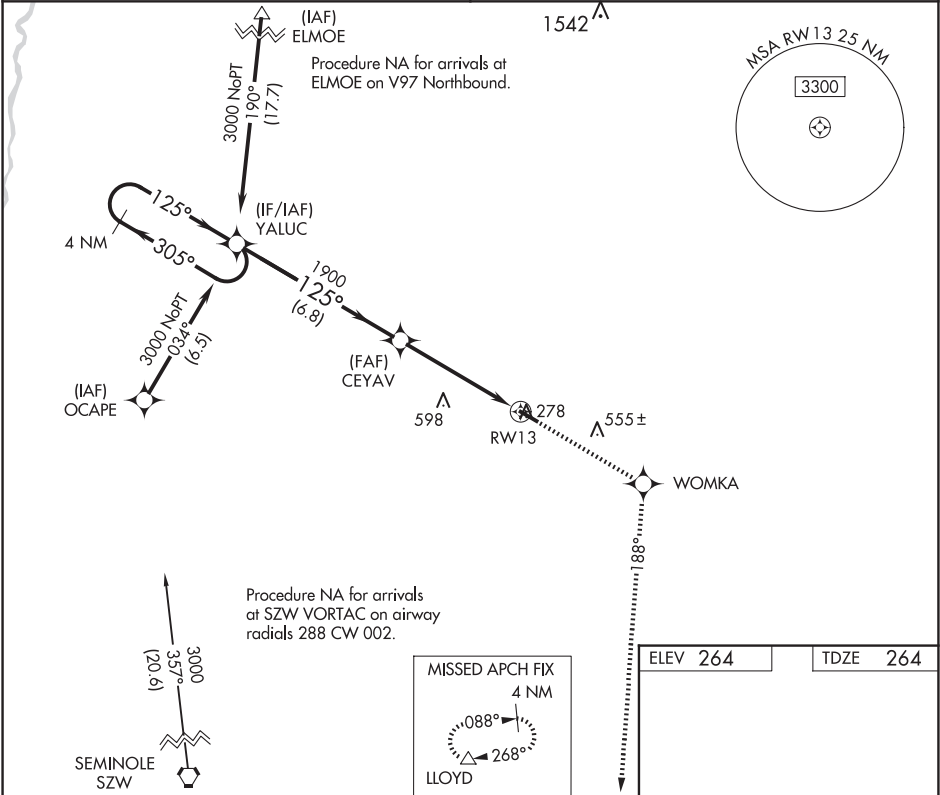 (IAF)
ELMOE
1542
Procedure NA for arrivals at
ELMOE on V97 Northbound.
MSA RW13 25 NM
3300
3000 NoPT
190°
(17.7)
125°
(IF/IAF)
YALUC
4 NM
305°
1900
125°
(6.8)
3000 NoPT
034°
(6.5)
(FAF)
CEYAV
(IAF)
OCAPE
598
278
RW13
555±
WOMKA
188°
Procedure NA for arrivals
at SZW VORTAC on airway
radials 288 CW 002.
3000
357°
(20.6)
SEMINOLE
SZW
MISSED APCH FIX
4 NM
088°
268°
LLOYD
ELEV 264
TDZE 264